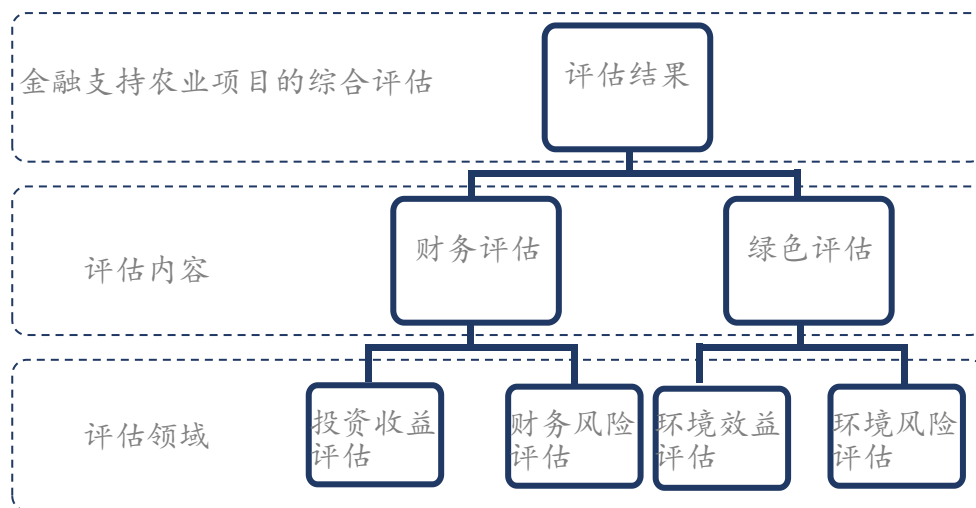 金融支持农业项目的综合评估
评估结果
评估内容
财务评估
绿色评估
评估领域
投资收益
评估
财务风险
评估
环境效益
评估
环境风险
评估